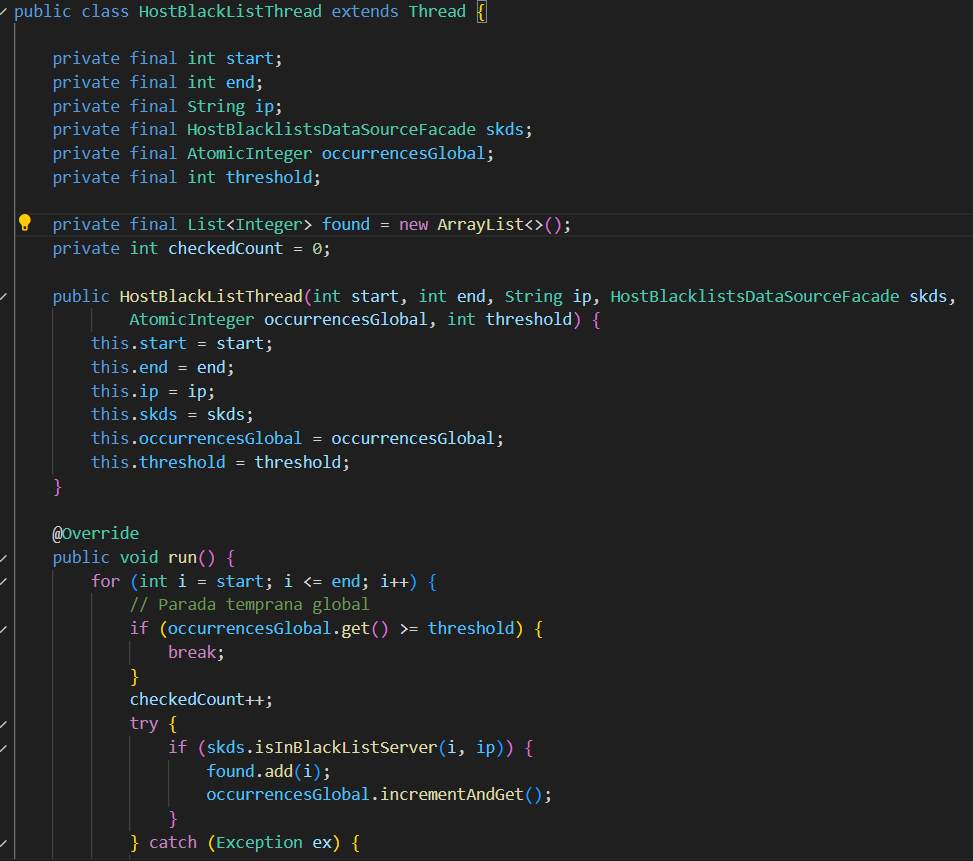 public class HostBlackListThread extends Thread {
private final int start;
private final int end;
private final String ip;
private final HostBlacklistsDataSourceFacade skds;
private final AtomicInteger occurrencesGlobal;
private final int threshold;
private final List<Integer> found = new ArrayList<>();
private int checkedCount = 0;
public HostBlackListThread(int start, int end, String ip, HostBlacklistsDataSourceFacade skds,
AtomicInteger occurrencesGlobal, int threshold) {
this.start = start;
this.end = end;
this.ip = ip;
this.skds = skds;
this.occurrencesGlobal = occurrencesGlobal;
this.threshold = threshold;
}
@Override
public void run() {
for (int i = start; i <= end; i++) {
// Parada temprana global
if (occurrencesGlobal.get() >= threshold) {
break;
}
checkedCount++;
try {
if (skds.isInBlackListServer(i, ip)) {
found.add(i);
occurrencesGlobal.incrementAndGet();
}
} catch (Exception ex) {